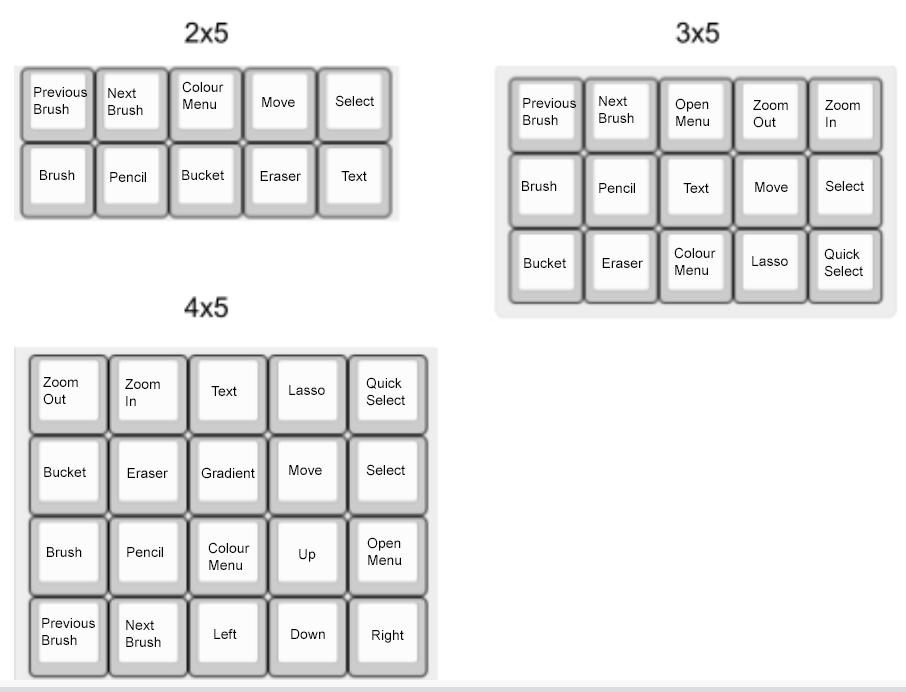 2x5
Previous
Brush
Next
Brush
Colour
Menu
Move
Select
Brush
Pencil
Bucket
Eraser
Text
3x5
Previous
Brush
Next
Brush
Open
Menu
Zoom
Out
Zoom
In
Brush
Pencil
Text
Move
Select
Bucket
Eraser
Colour
Menu
Lasso
Quick
Select
4x5
Zoom
Out
Zoom
In
Text
Lasso
Quick
Select
Bucket
Eraser
Gradient
Move
Select
Brush
Pencil
Colour
Menu
Up
Open
Menu
Previous
Brush
Next
Brush
Left
Down
Right